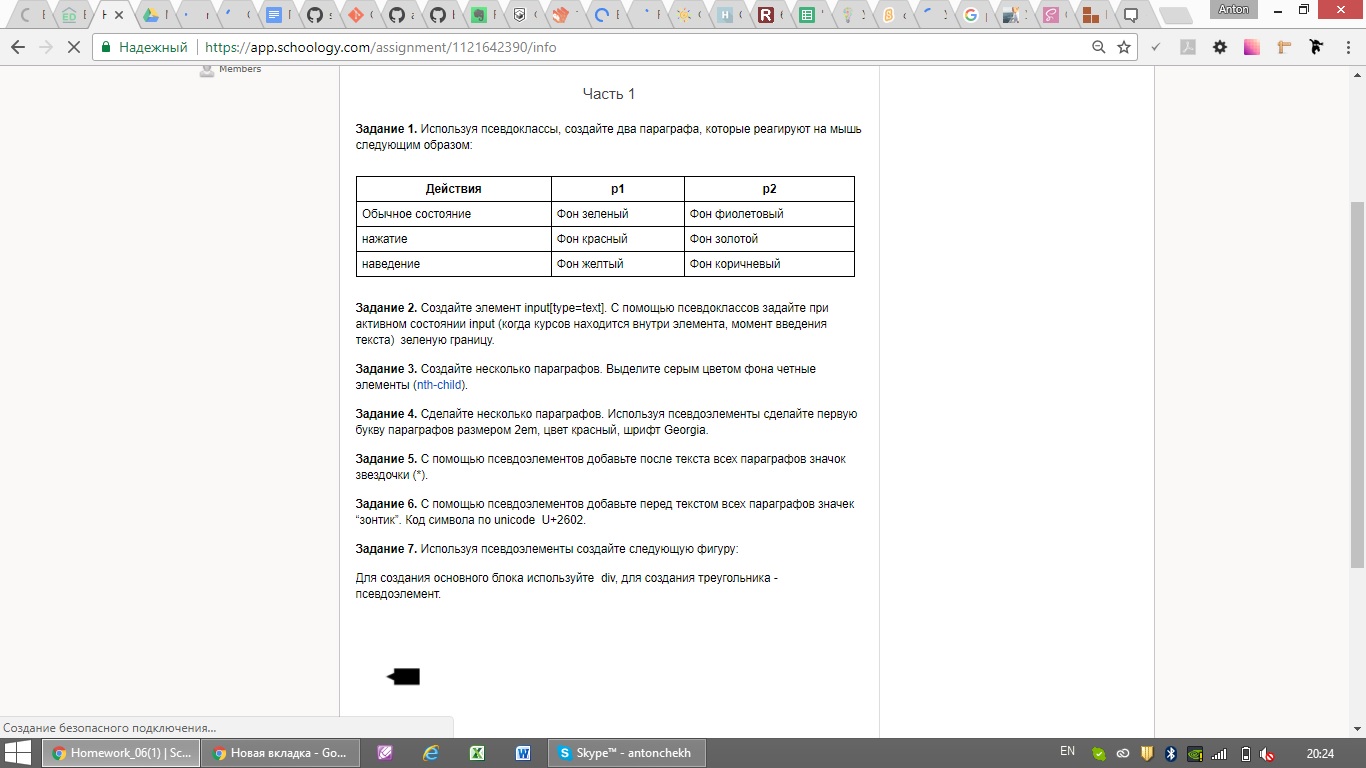 Anton
Надежный
https://app.schoology.com/assignment/1121642390/info
Members
Часть 1
Задание 1. Используя псевдоклассы, создайте два параграфа, которые реагируют на мышь
следующим образом:
Действия p1 p2
Обычное состояние Фон зеленый Фон фиолетовый
нажатие Фон красный Фон золотой
наведение Фон желтый Фон коричневый
Задание 2. Создайте элемент input[type=text]. С помощью псевдоклассов задайте при
активном состоянии input (когда курсов находится внутри элемента, момент введения
текста) зеленую границу.
Задание 3. Создайте несколько параграфов. Выделите серым цветом фона четные
элементы (nth-child).
Задание 4. Сделайте несколько параграфов. Используя псевдоэлементы сделайте первую
букву параграфов размером 2em, цвет красный, шрифт Georgia.
Задание 5. С помощью псевдоэлементов добавьте после текста всех параграфов значок
звездочки (*).
Задание 6. С помощью псевдоэлементов добавьте перед текстом всех параграфов значек
“зонтик”. Код символа по unicode U+2602.
Задание 7. Используя псевдоэлементы создайте следующую фигуру:
Для создания основного блока используйте div, для создания треугольника -
псевдоэлемент.
Создание безопасного подключения...
Homework_06(1) | Sc...
Новая вкладка - Go...
Skype™ - antonchekh
EN
20:24